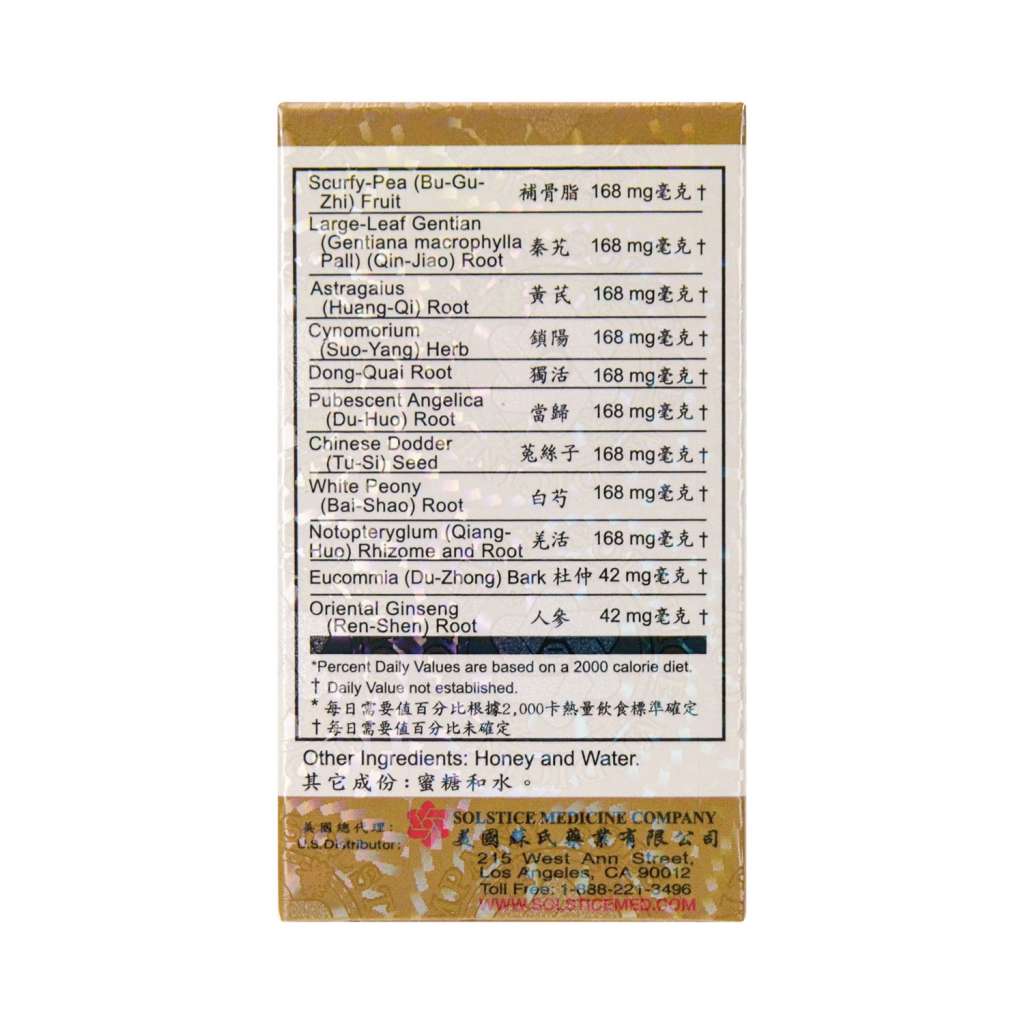 Scurfy-Pea (Bu-Gu-
Zhi) Fruit 補骨脂 168 mg毫克 †
Large-Leaf Gentian
(Gentiana macrophylla
Pall) (Qin-Jiao) Root 秦艽 168 mg毫克 †
Astragaius
(Huang-Qi) Root 黃芪 168 mg毫克 †
Cynomorium
(Suo-Yang) Herb 鎖陽 168 mg毫克 †
Dong-Quai Root 獨活 168 mg毫克 †
Pubescent Angelica
(Du-Huo) Root 當歸 168 mg毫克 †
Chinese Dodder
(Tu-Si) Seed 菟絲子 168 mg毫克 †
White Peony
(Bai-Shao) Root 白芍 168 mg毫克 †
Notopteryglum (Qiang-
Huo) Rhizome and Root 羌活 168 mg毫克 †
Eucommia (Du-Zhong) Bark 杜仲 42 mg毫克 †
Oriental Ginseng
(Ren-Shen) Root 人參 42 mg毫克 †
*Percent Daily Values are based on a 2000 calorie diet.
† Daily Value not established.
* 每日需要值百分比根據2,000卡熱量飲食標準確定
† 每日需要值百分比未確定
Other Ingredients: Honey and Water.
其它成份：蜜糖和水。
美國總代理:
U.S. Distributor:
SOLSTICE MEDICINE COMPANY
美國蘇氏藥業有限公司
215 West Ann Street,
Los Angeles, CA 90012
Toll Free: 1-888-221-3496
WWW.SOLSTICEMED.COM